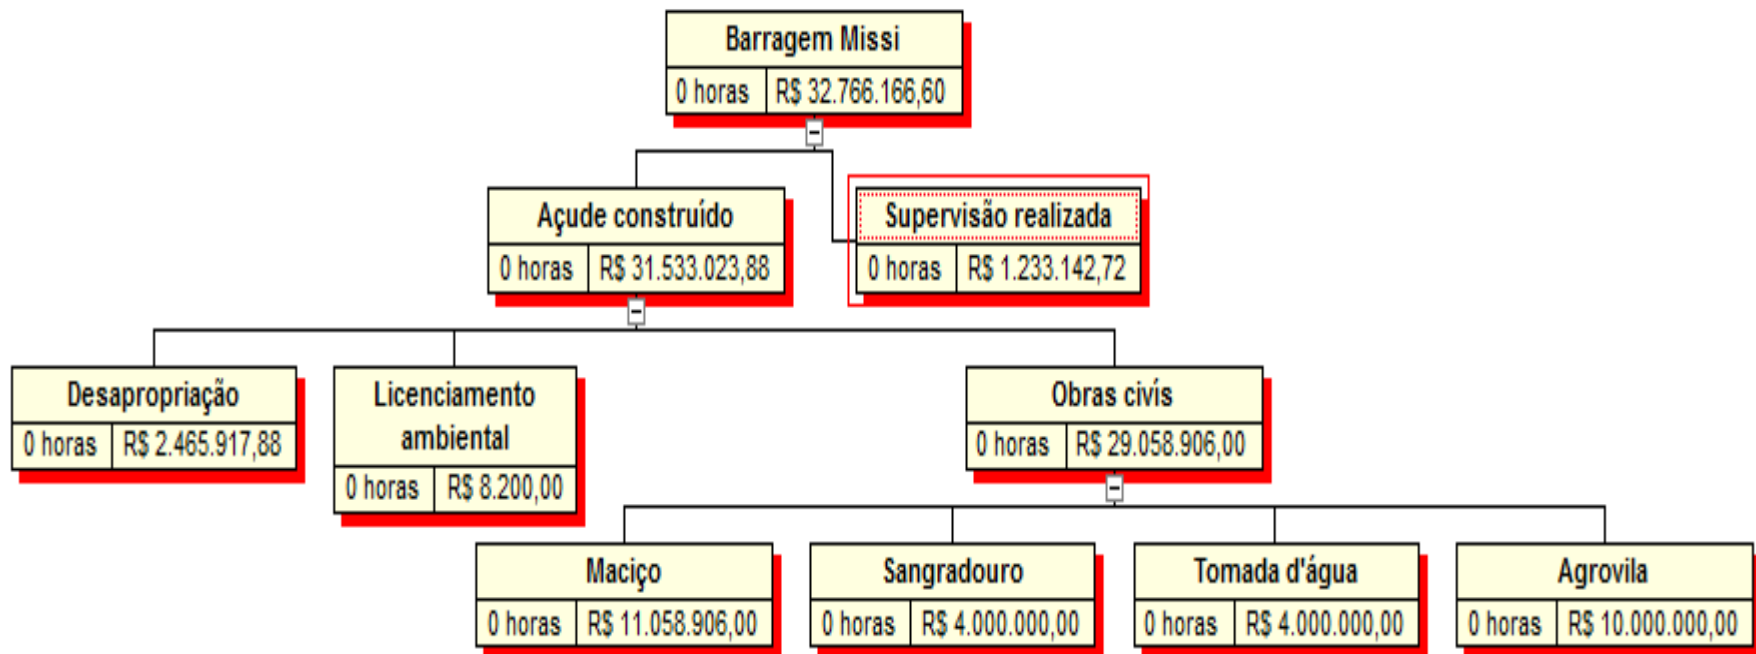 Barragem Missi
0 horas R$ 32.766.166,60
Açude construído
0 horas R$ 31.533.023,88
Supervisão realizada
0 horas R$ 1.233.142,72
Desapropriação
0 horas R$ 2.465.917,88
Licenciamento
ambiental
0 horas R$ 8.200,00
Obras civís
0 horas R$ 29.058.906,00
Maciço
0 horas R$ 11.058.906,00
Sangradouro
0 horas R$ 4.000.000,00
Tomada d'água
0 horas R$ 4.000.000,00
Agrovila
0 horas R$ 10.000.000,00